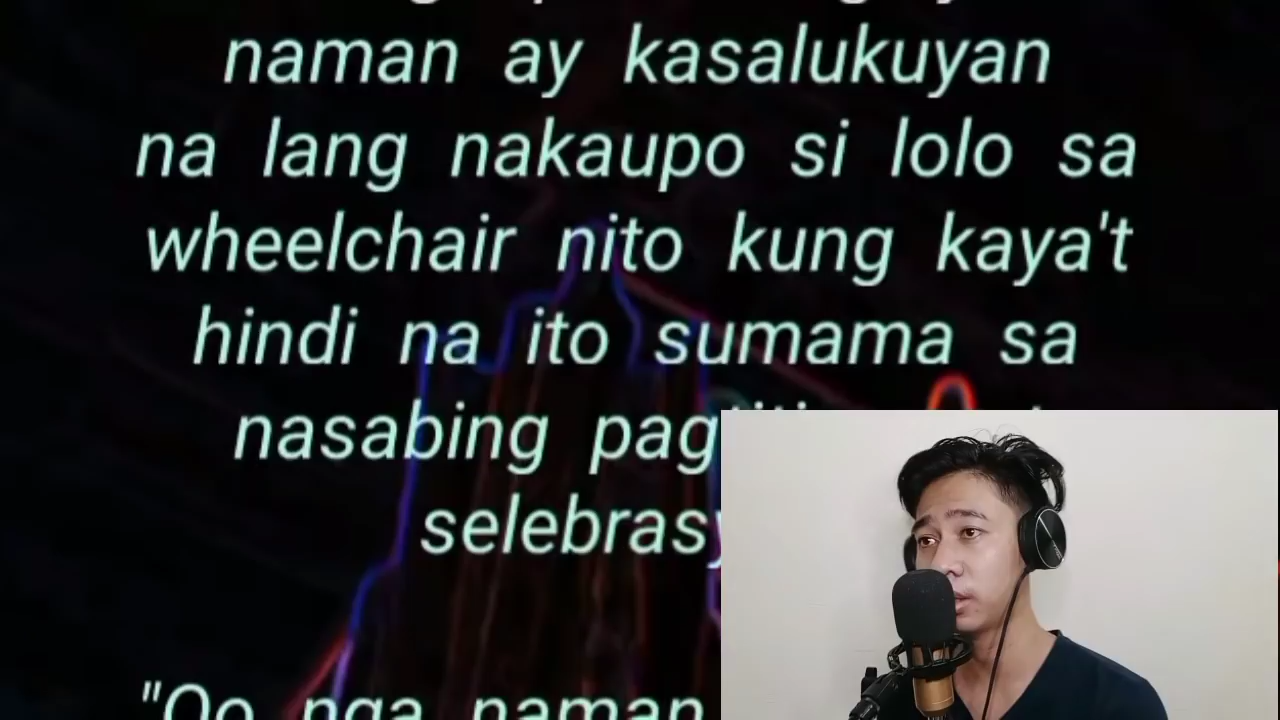 naman ay kasalukuyan
na lang nakaupo si lolo sa
wheelchair nito kung kaya't
hindi na ito sumama sa
nasabing
"Oo nga naman